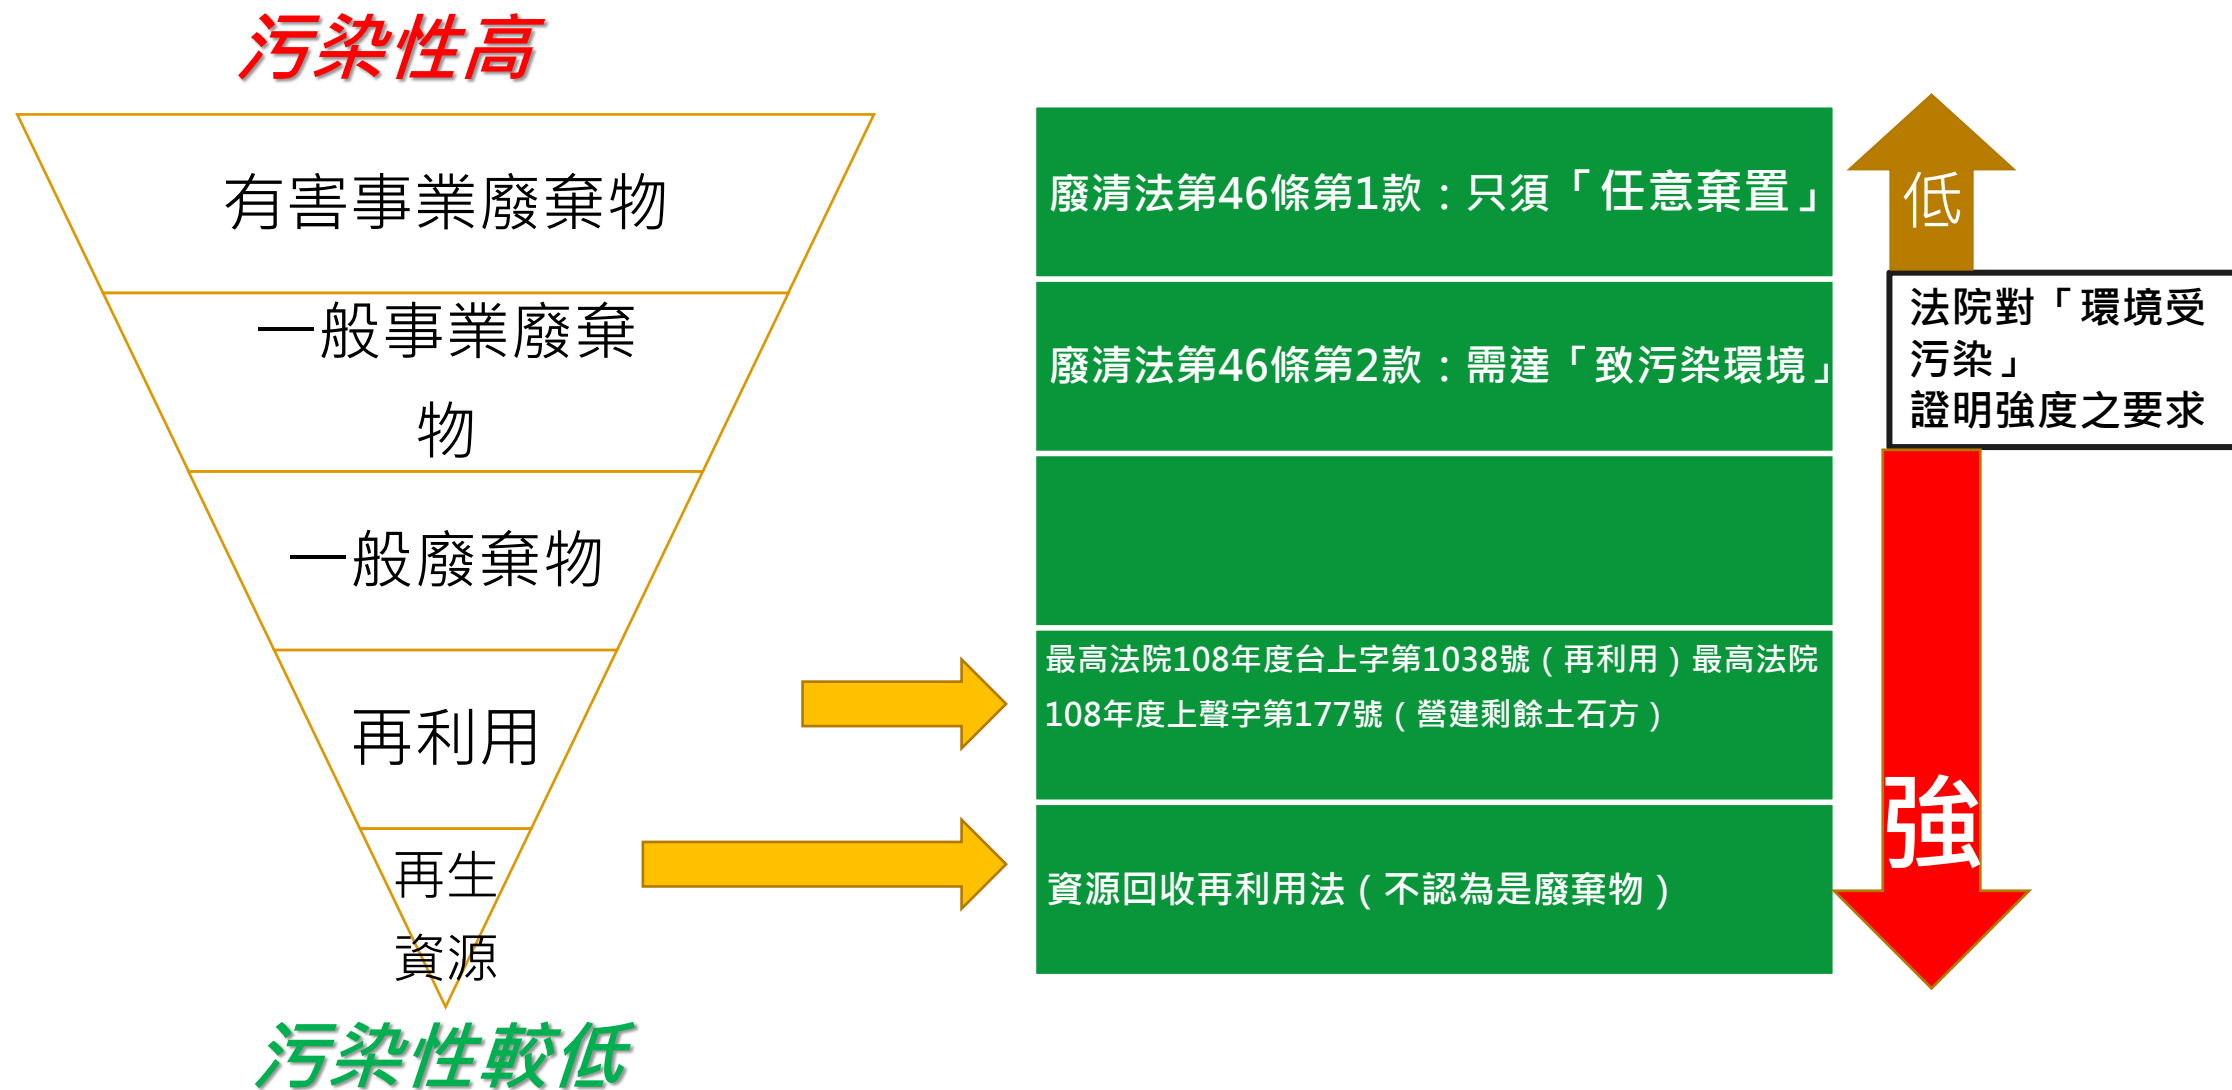 污染性高
有害事業廢棄物
一般事業廢棄
物
一般廢棄物
再利用
再生
資源
污染性較低
廢清法第46條第1款：只須「任意棄置」
廢清法第46條第2款：需達「致污染環境」
最高法院108年度台上字第1038號（再利用）最高法院
108年度上聲字第177號（營建剩餘土石方）
資源回收再利用法（不認為是廢棄物）
低
法院對「環境受
污染」
證明強度之要求
強